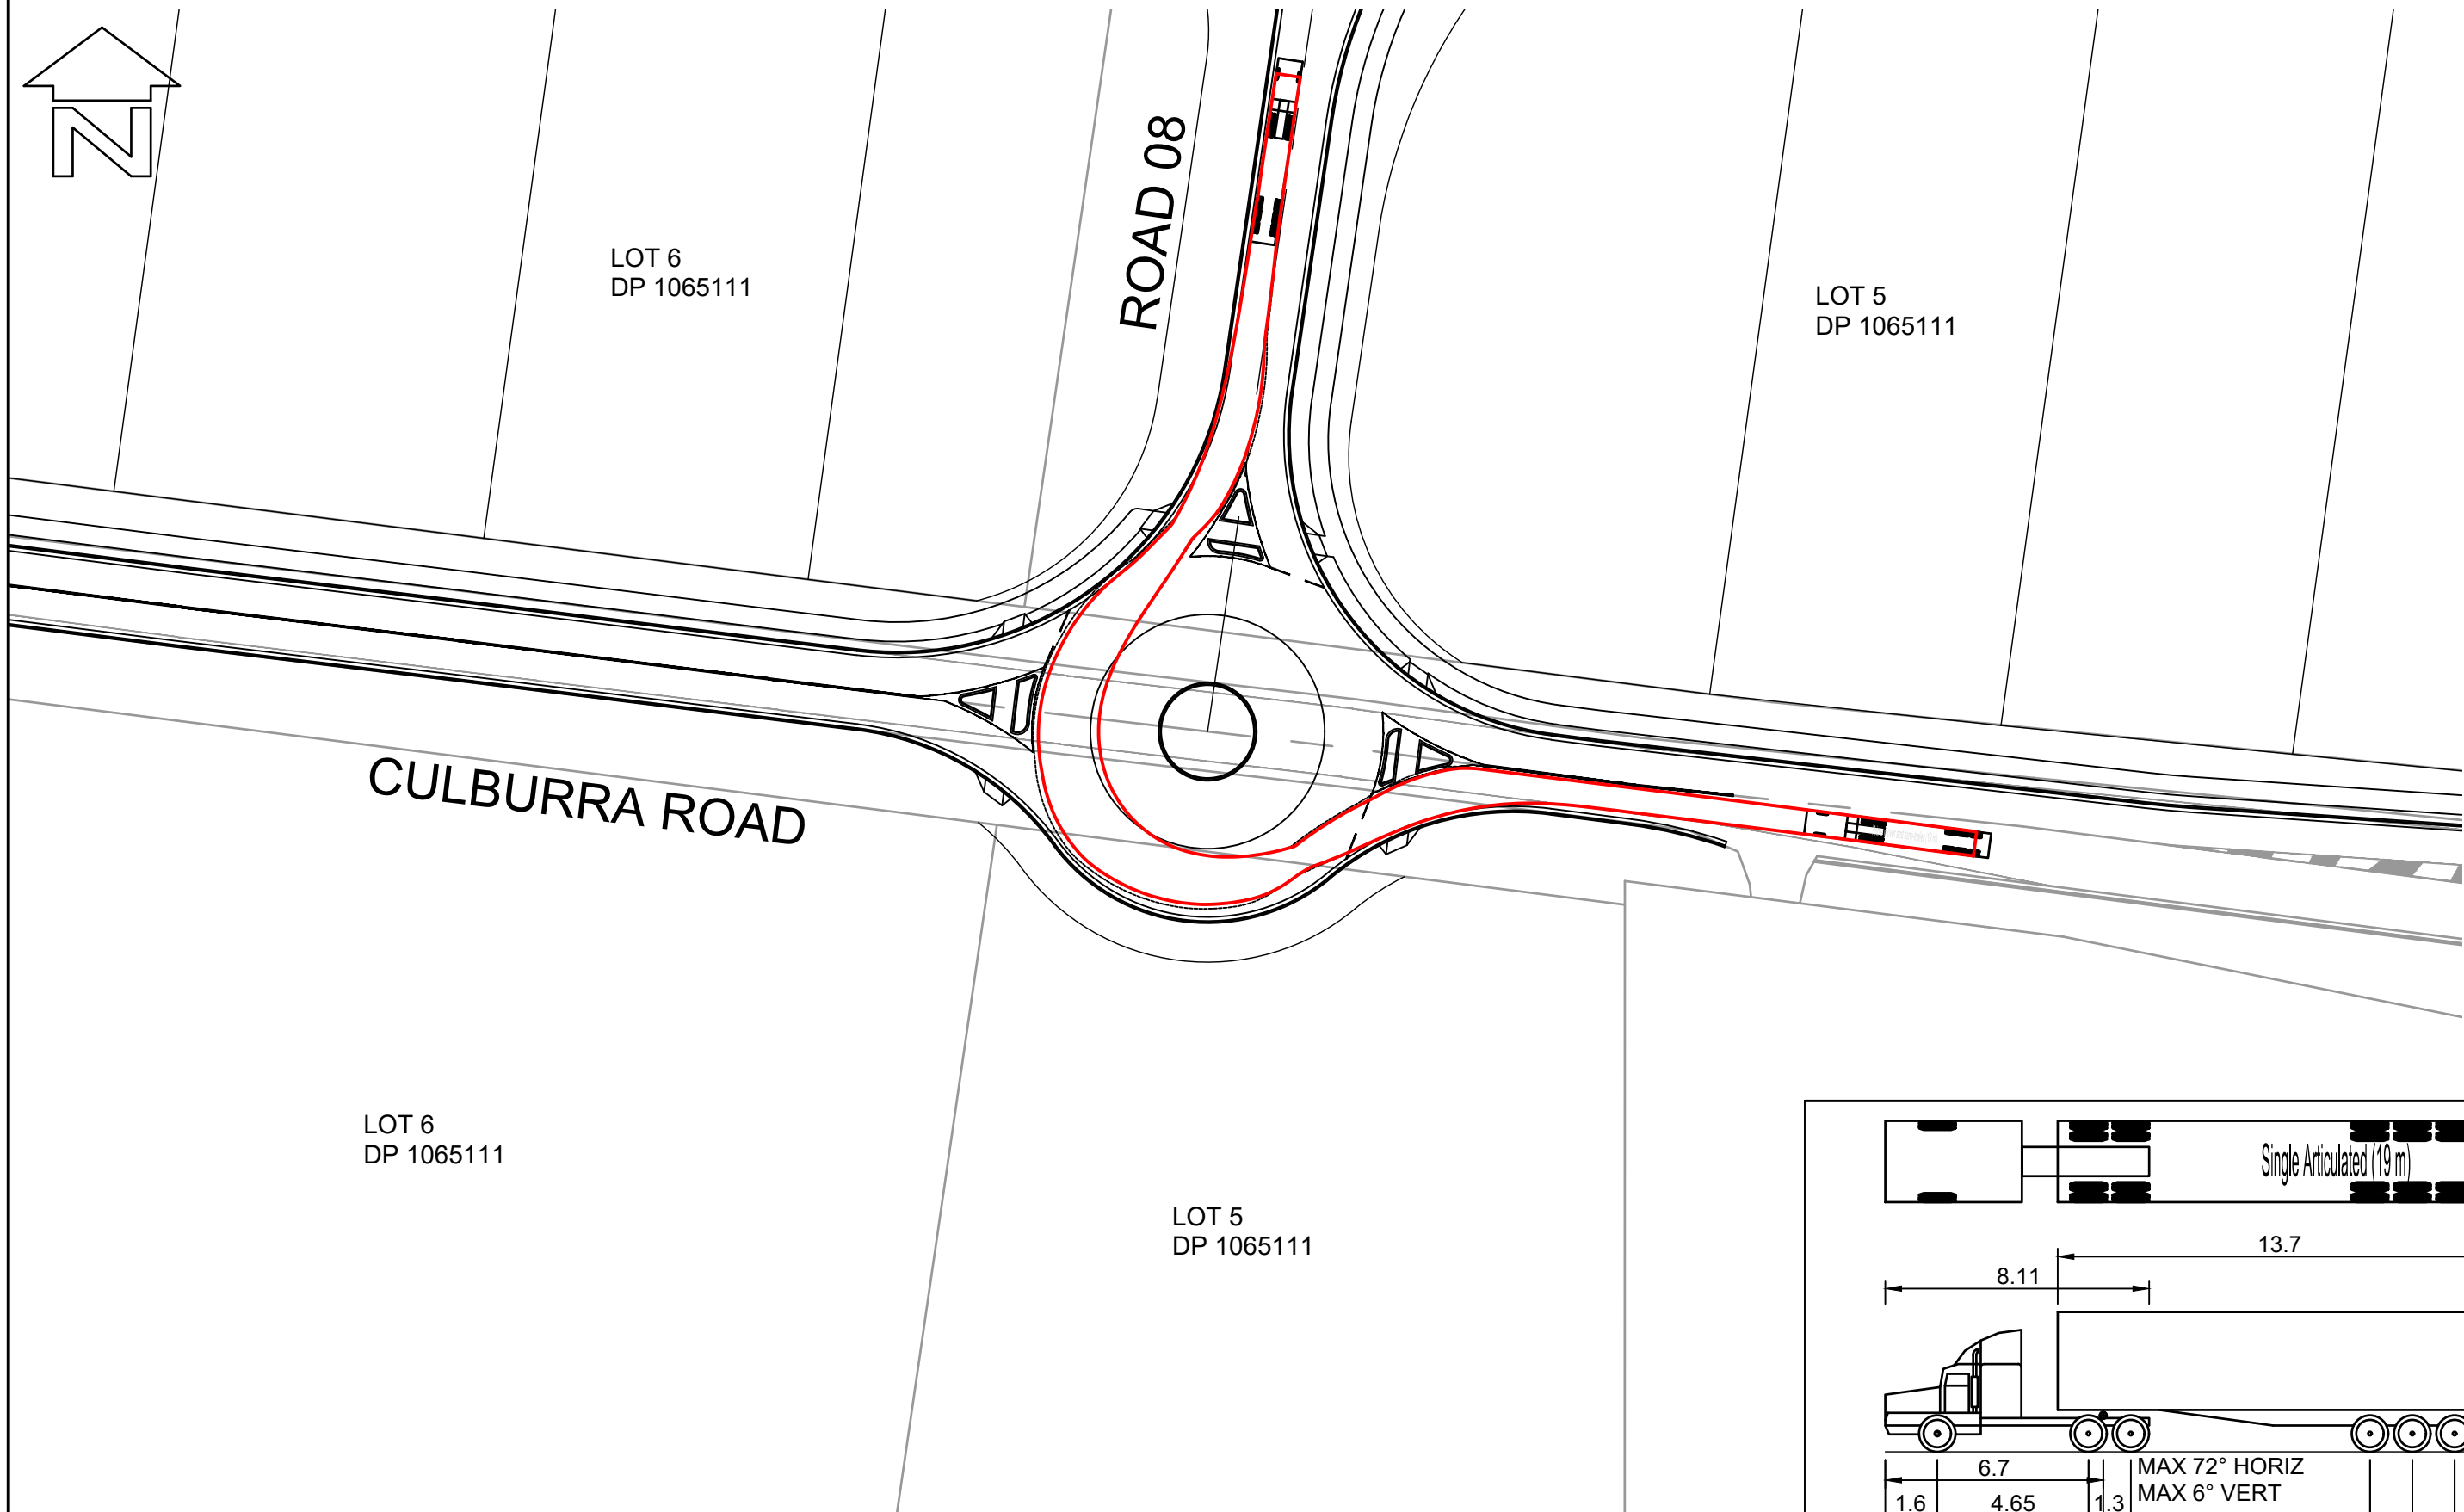 N
ROAD 08
LOT 6
DP 1065111
LOT 5
DP 1065111
CULBURRA ROAD
LOT 6
DP 1065111
LOT 5
DP 1065111
Single Articulated (19 m)
13.7
8.11
6.7
MAX 72° HORIZ
1.6
4.65
1.3
MAX 6° VERT